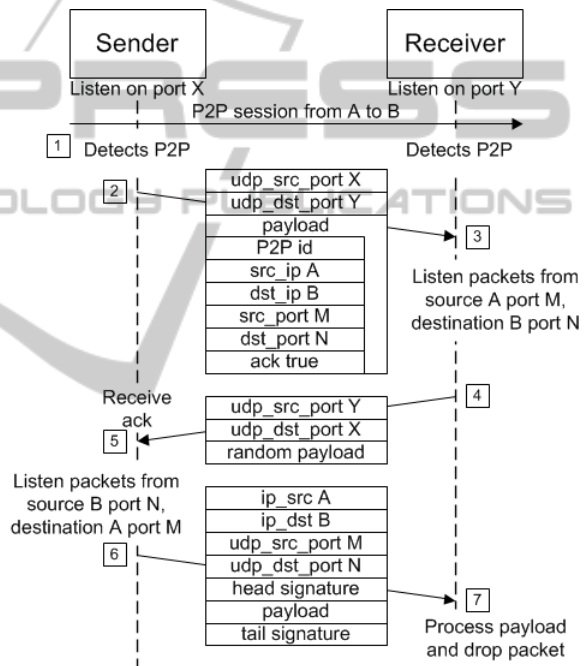 Sender
Receiver
PRESS
Listen on port X
Listen on port Y
P2P session from A to B
1
Detects P2P
Detects P2P
2
OLOGY PUBLICATIONS
udp_src_port X
udp_dst_port Y
payload
3
P2P id
src_ip A
dst_ip B
src_port M
dst_port N
ack true
Listen packets from
source A port M,
destination B port N
Receive
ack
4
5
udp_src_port Y
udp_dst_port X
random payload
Listen packets from
source B port N,
destination A port M
6
ip_src A
ip_dst B
udp_src_port M
udp_dst_port N
head signature
payload
tail signature
7
Process payload
and drop packet